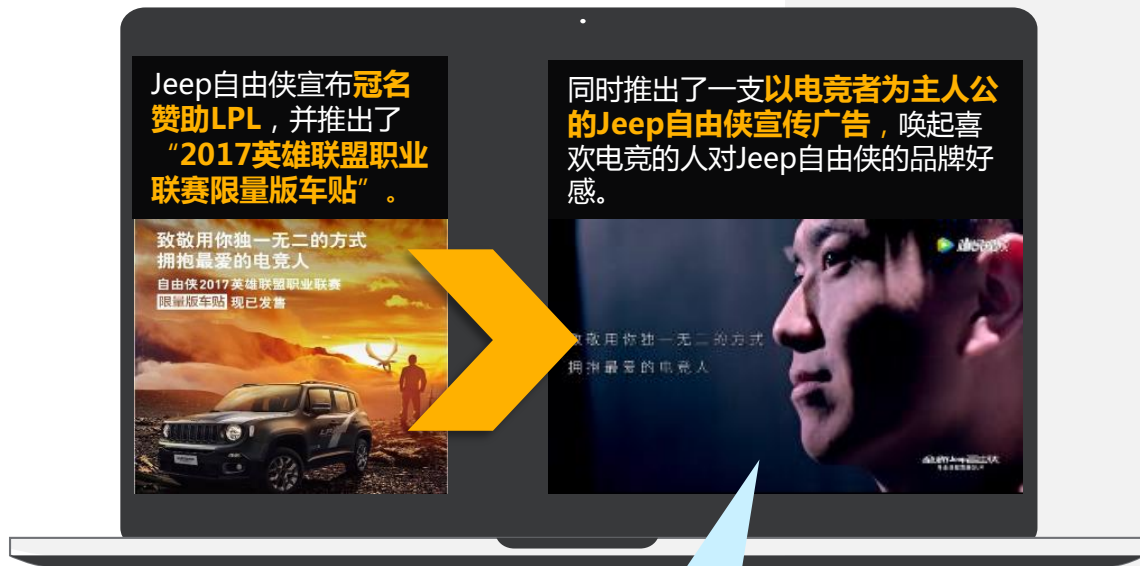 Jeep自由侠宣布冠名
赞助LPL，并推出了
“2017英雄联盟职业
联赛限量版车贴”。
致敬用你独一无二的方式
拥抱最爱的电竞人
自由侠2017英雄联盟职业联赛
限量版车贴 现已发售
同时推出了一支以电竞者为主人公
的Jeep自由侠宣传广告，唤起喜
欢电竞的人对Jeep自由侠的品牌好
感。
致敬用你独一无二的方式
拥抱最爱的电竞人